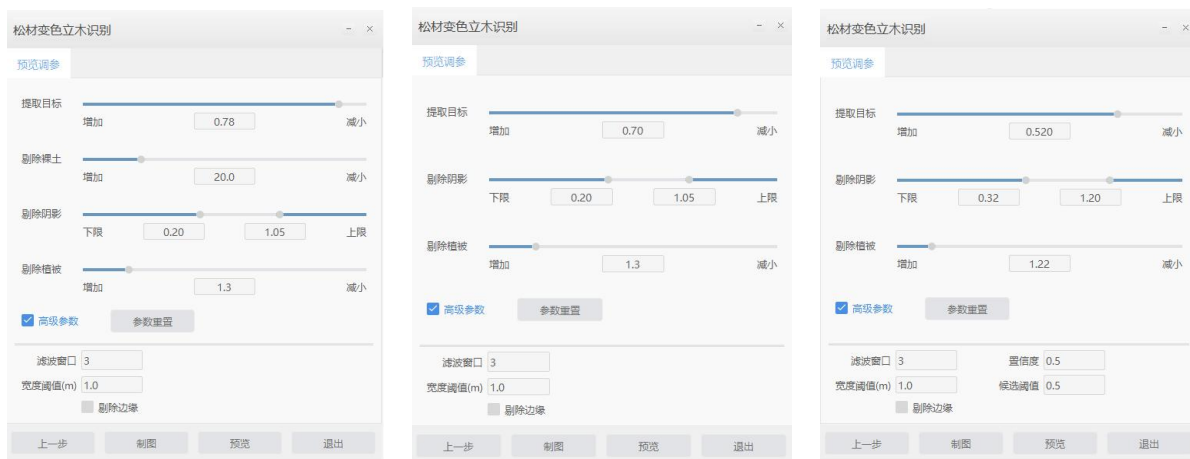 松材变色立木识别
预览调参
提取目标
增加 0.78 减小
剔除裸土
增加 20.0 减小
剔除阴影
下限 0.20 1.05 上限
剔除植被
增加 1.3 减小
高级参数 参数重置
滤波窗口 3
宽度阈值(m) 1.0
剔除边缘
上一步 制图 预览 退出
松材变色立木识别
预览调参
提取目标
增加 0.70 减小
剔除阴影
下限 0.20 1.05 上限
剔除植被
增加 1.3 减小
高级参数 参数重置
滤波窗口 3
宽度阈值(m) 1.0
剔除边缘
上一步 制图 预览 退出
松材变色立木识别
预览调参
提取目标
增加 0.520 减小
剔除阴影
下限 0.32 1.20 上限
剔除植被
增加 1.22 减小
高级参数 参数重置
滤波窗口 3 置信度 0.5
宽度阈值(m) 1.0 候选阈值 0.5
剔除边缘
上一步 制图 预览 退出